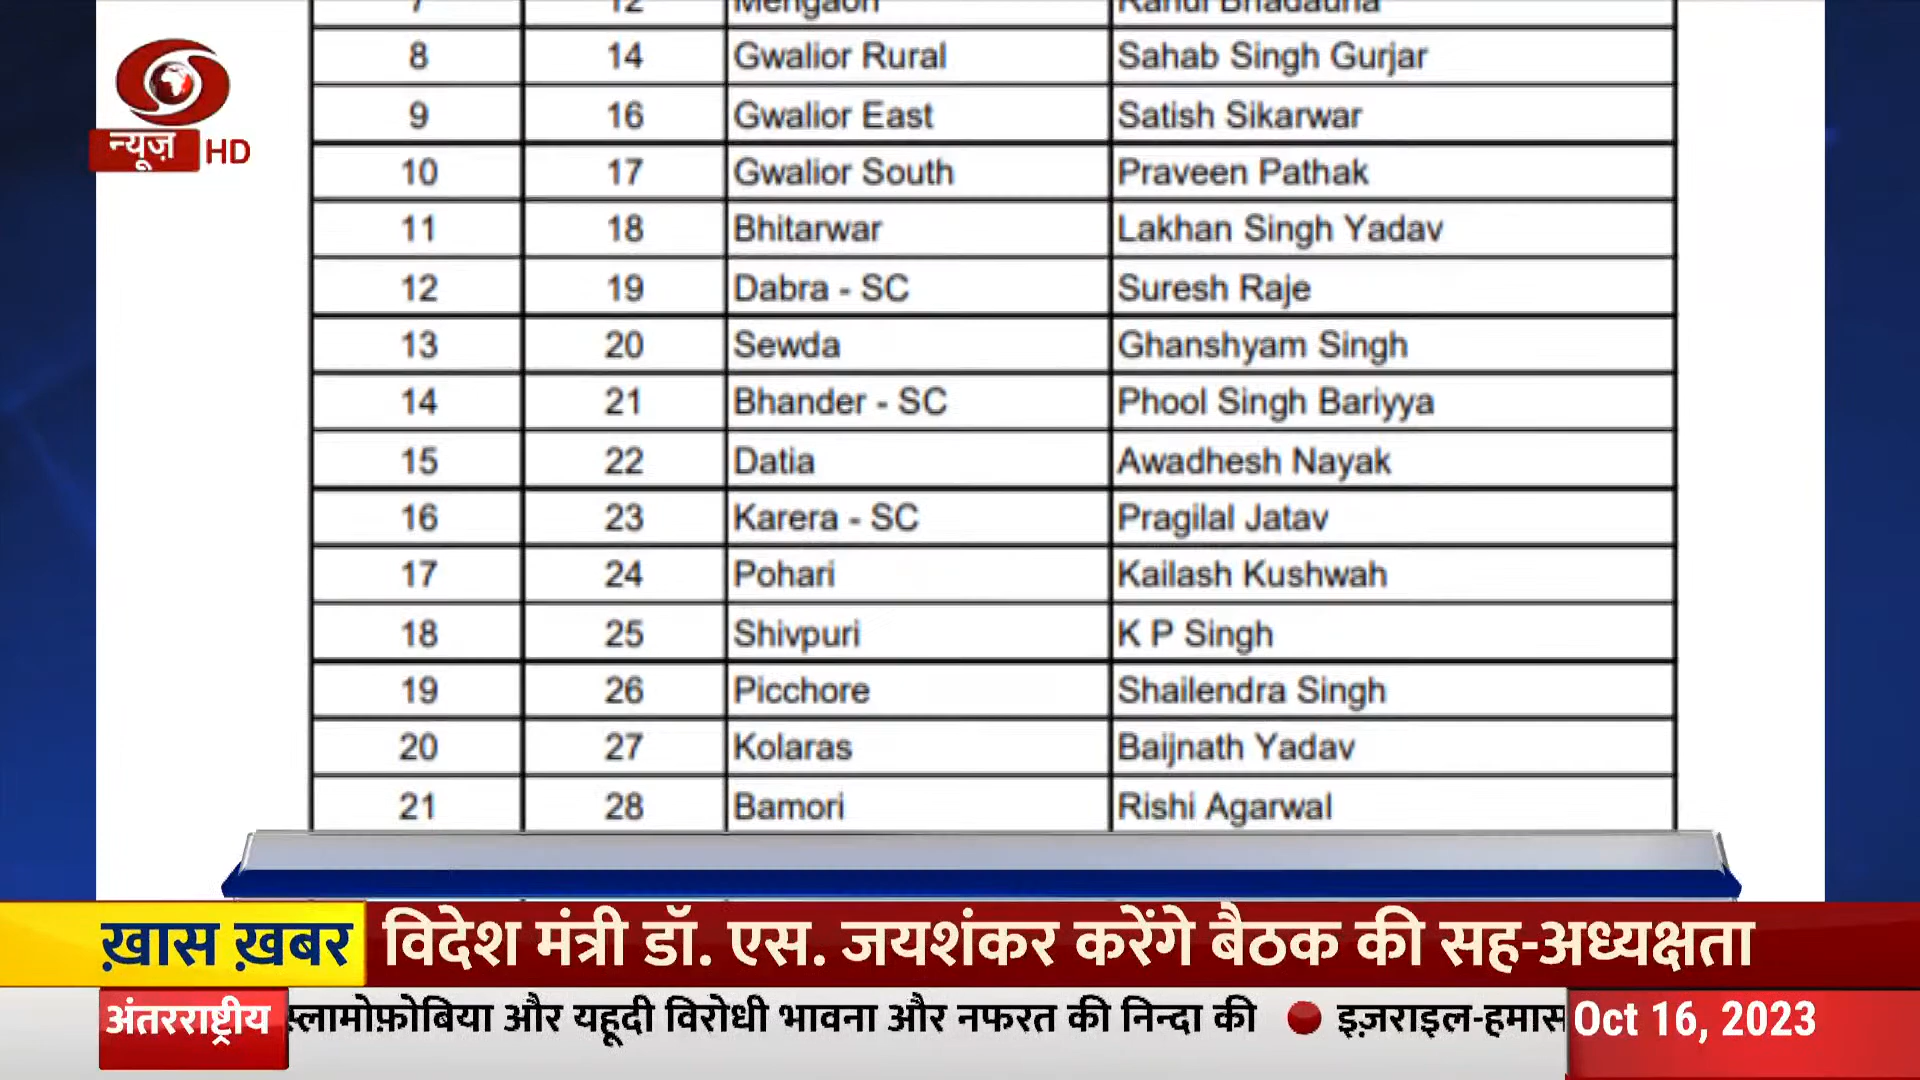 7 12 Mehgaon Rahul Bhadauria
8 14 Gwalior Rural Sahab Singh Gurjar
9 16 Gwalior East Satish Sikarwar
10 17 Gwalior South Praveen Pathak
11 18 Bhitarwar Lakhan Singh Yadav
12 19 Dabra - SC Suresh Raje
13 20 Sewda Ghanshyam Singh
14 21 Bhander - SC Phool Singh Bariyya
15 22 Datia Awadhesh Nayak
16 23 Karera - SC Pragilal Jatav
17 24 Pohari Kailash Kushwah
18 25 Shivpuri K P Singh
19 26 Picchore Shailendra Singh
20 27 Kolaras Baijnath Yadav
21 28 Bamori Rishi Agarwal
न्यूज़ HD
ख़ास ख़बर विदेश मंत्री डॉ. एस. जयशंकर करेंगे बैठक की सह-अध्यक्षता
अंतरराष्ट्रीय स्लामोफ़ोबिया और यहूदी विरोधी भावना और नफरत की निन्दा की ● इज़राइल-हमास Oct 16, 2023